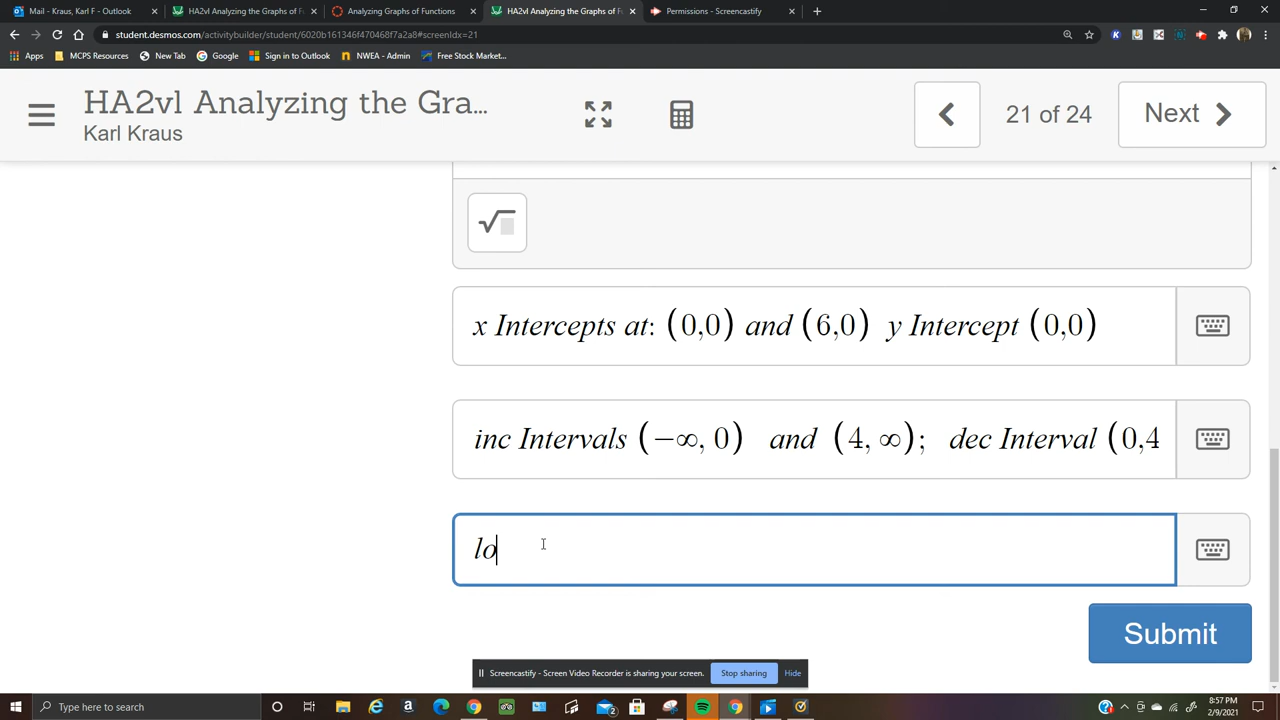 Mail - Kraus, Karl F - Outlook
HA2vl Analyzing the Graphs of F
Analyzing Graphs of Functions
HA2vl Analyzing the Graphs of F
Permissions - Screencastify
student.desmos.com/activitybuilder/student/6020b161346f470468f7a2a8#screenIdx=21
Apps
MCPS Resources
New Tab
Google
Sign in to Outlook
NWEA - Admin
Free Stock Market...
HA2vl Analyzing the Gra...
Karl Kraus
21 of 24
Next
x Intercepts at: (0,0) and (6,0) y Intercept (0,0)
inc Intervals (−∞, 0) and (4, ∞); dec Interval (0,4
lo
Submit
Screencastify - Screen Video Recorder is sharing your screen.
Stop sharing
Hide
Type here to search
8:57 PM
2/9/2021